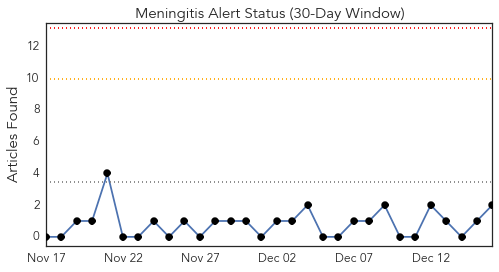 Meningitis Alert Status (30-Day Window)
Articles Found
12
10
8
6
4
2
0
Nov 17 Nov 22 Nov 27 Dec 02 Dec 07 Dec 12